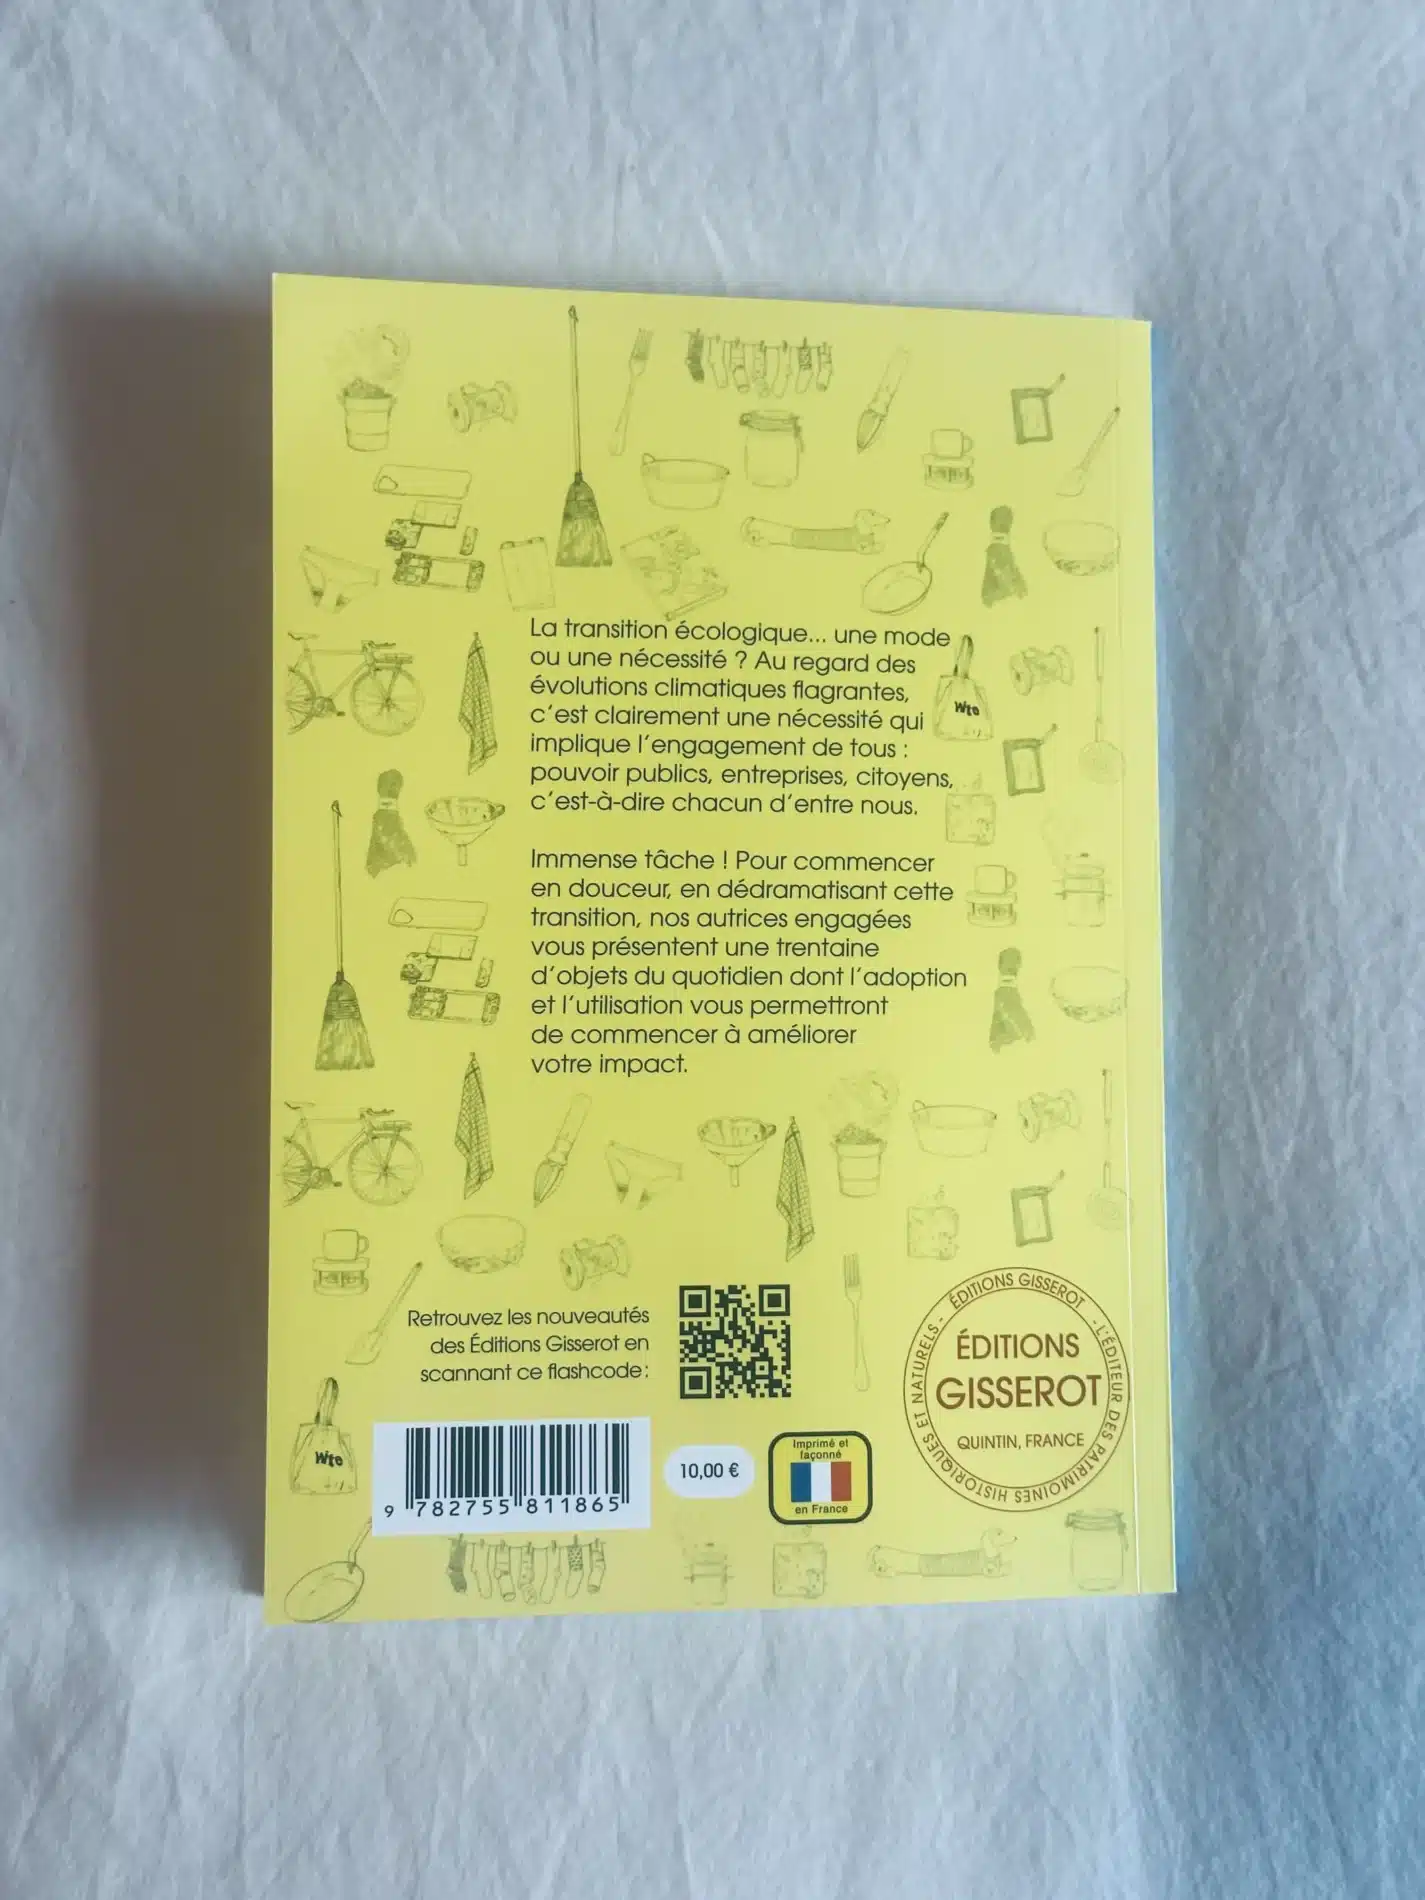 La transition écologique... une mode
ou une nécessité ? Au regard des
évolutions climatiques flagrantes,
c'est clairement une nécessité qui
implique l'engagement de tous :
pouvoir publics, entreprises, citoyens,
c'est-à-dire chacun d'entre nous.
Immense tâche ! Pour commencer
en douceur, en dédramatisant cette
transition, nos autrices engagées
vous présentent une trentaine
d'objets du quotidien dont l'adoption
et l'utilisation vous permettront
de commencer à améliorer
votre impact.
Wto
Retrouvez les nouveautés
des Éditions Gisserot en
scannant ce flashcode :
Wto
9 782755 811865
10,00 €
Imprimé et
façonné
en France
- ÉDITIONS GISSEROT - L'ÉDITEUR DES PATRIMOINES HISTORIQUES ET NATURELS
ÉDITIONS
GISSEROT
QUINTIN, FRANCE